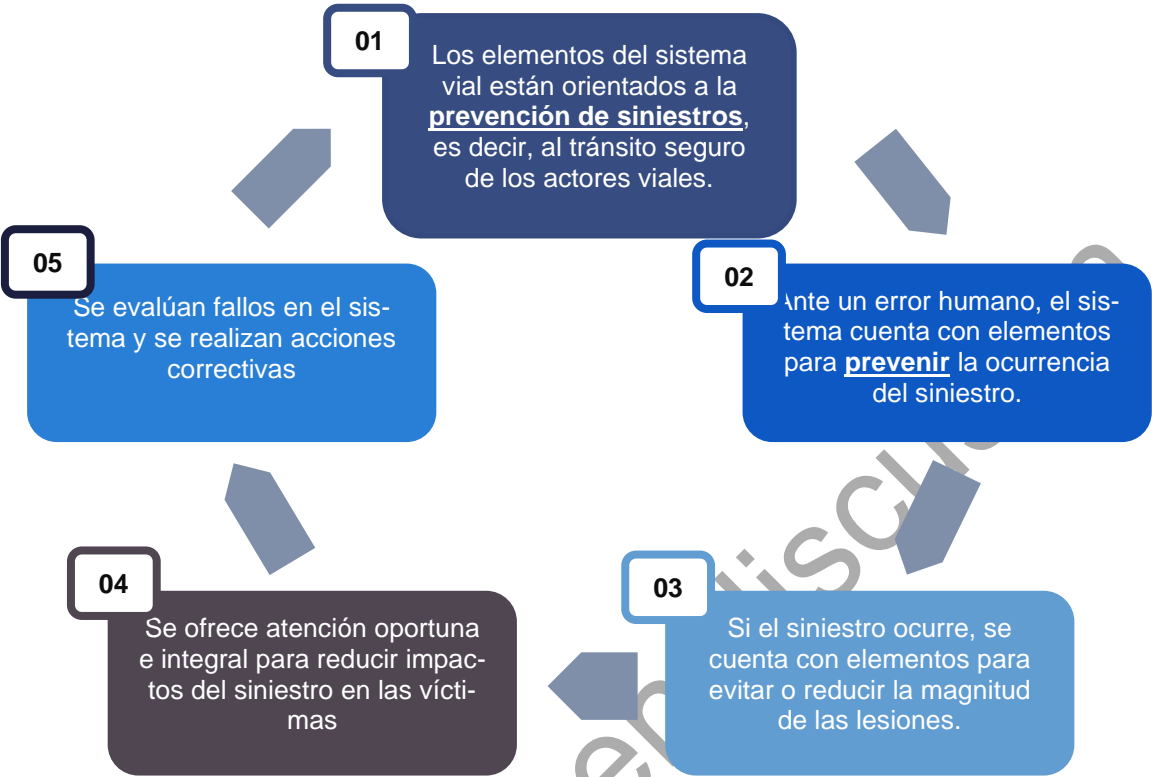 01
Los elementos del sistema
vial están orientados a la
prevención de siniestros,
es decir, al tránsito seguro
de los actores viales.
02
Ante un error humano, el sis-
tema cuenta con elementos
para prevenir la ocurrencia
del siniestro.
03
Si el siniestro ocurre, se
cuenta con elementos para
evitar o reducir la magnitud
de las lesiones.
04
Se ofrece atención oportuna
e integral para reducir impac-
tos del siniestro en las vícti-
mas
05
Se evalúan fallos en el sis-
tema y se realizan acciones
correctivas